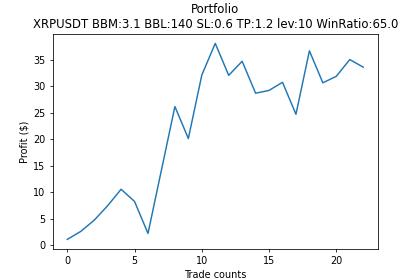 Portfolio
XRPUSDT BBM:3.1 BBL:140 SL:0.6 TP:1.2 lev:10 WinRatio:65.0
Profit ($)
35
30
25
20
15
10
5
0
0 5 10 15 20
Trade counts